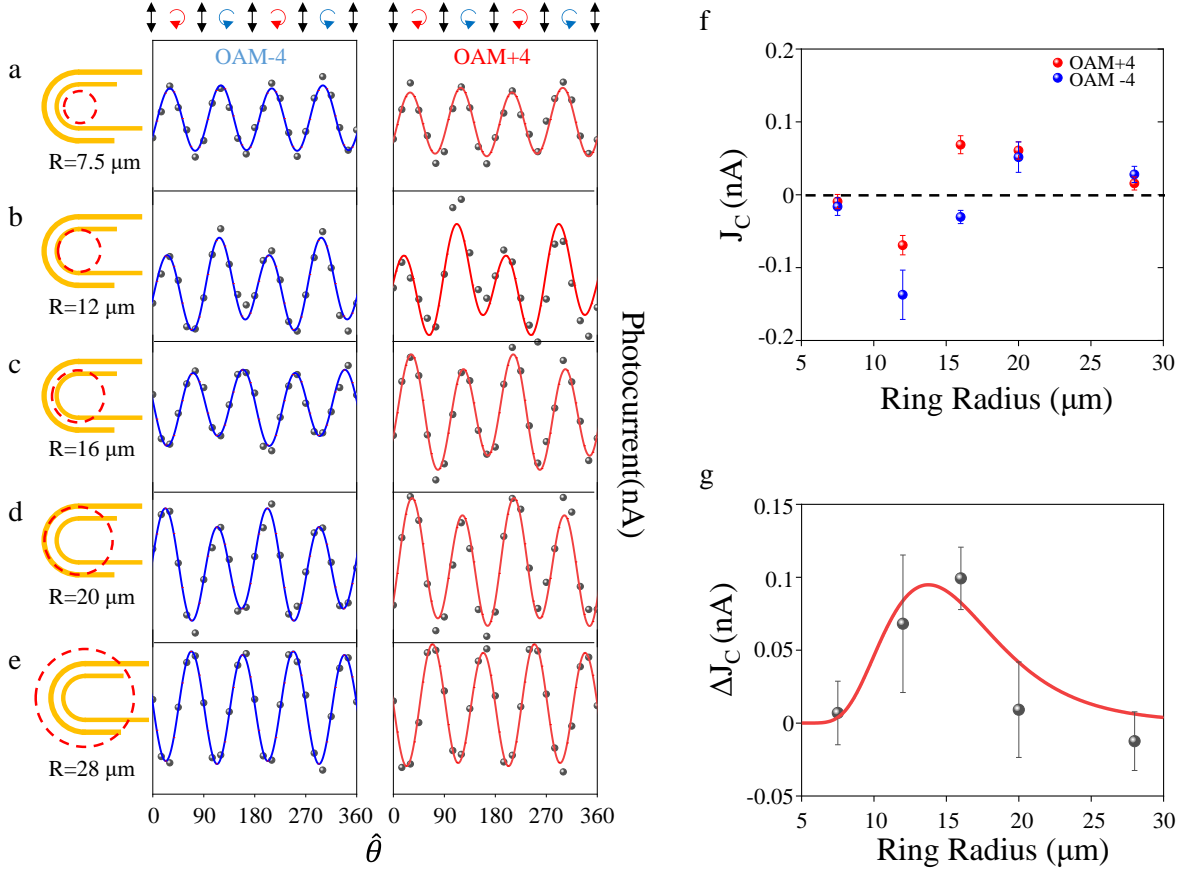 a
OAM-4
OAM+4
R=7.5 μm
b
R=12 μm
c
R=16 μm
d
R=20 μm
e
R=28 μm
0 90 180 270 360
0 90 180 270 360
θ̂
Photocurrent(nA)
f
0.2
0.1
0
-0.1
-0.2
J_C (nA)
OAM+4
OAM -4
5 10 15 20 25 30
Ring Radius (μm)
g
0.15
0.1
0.05
0
-0.05
ΔJ_C (nA)
5 10 15 20 25 30
Ring Radius (μm)